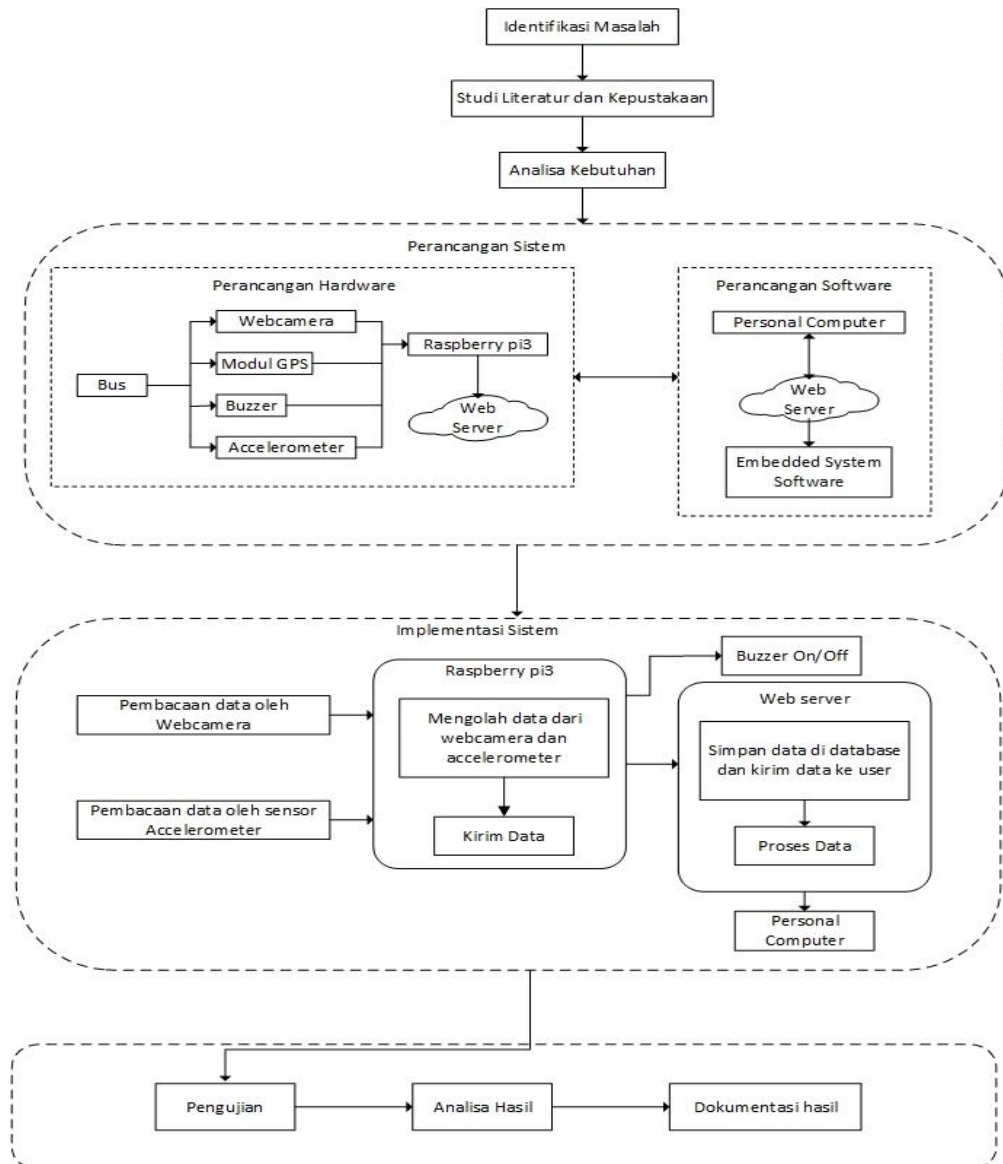 Identifikasi Masalah
Studi Literatur dan Kepustakaan
Analisa Kebutuhan
Perancangan Sistem
Perancangan Hardware
Bus
Webcamera
Modul GPS
Buzzer
Accelerometer
Raspberry pi3
Web
Server
Perancangan Software
Personal Computer
Web
Server
Embedded System
Software
Implementasi Sistem
Pembacaan data oleh
Webcamera
Pembacaan data oleh sensor
Accelerometer
Raspberry pi3
Mengolah data dari
webcamera dan
accelerometer
Kirim Data
Buzzer On/Off
Web server
Simpan data di database
dan kirim data ke user
Proses Data
Personal
Computer
Pengujian
Analisa Hasil
Dokumentasi hasil